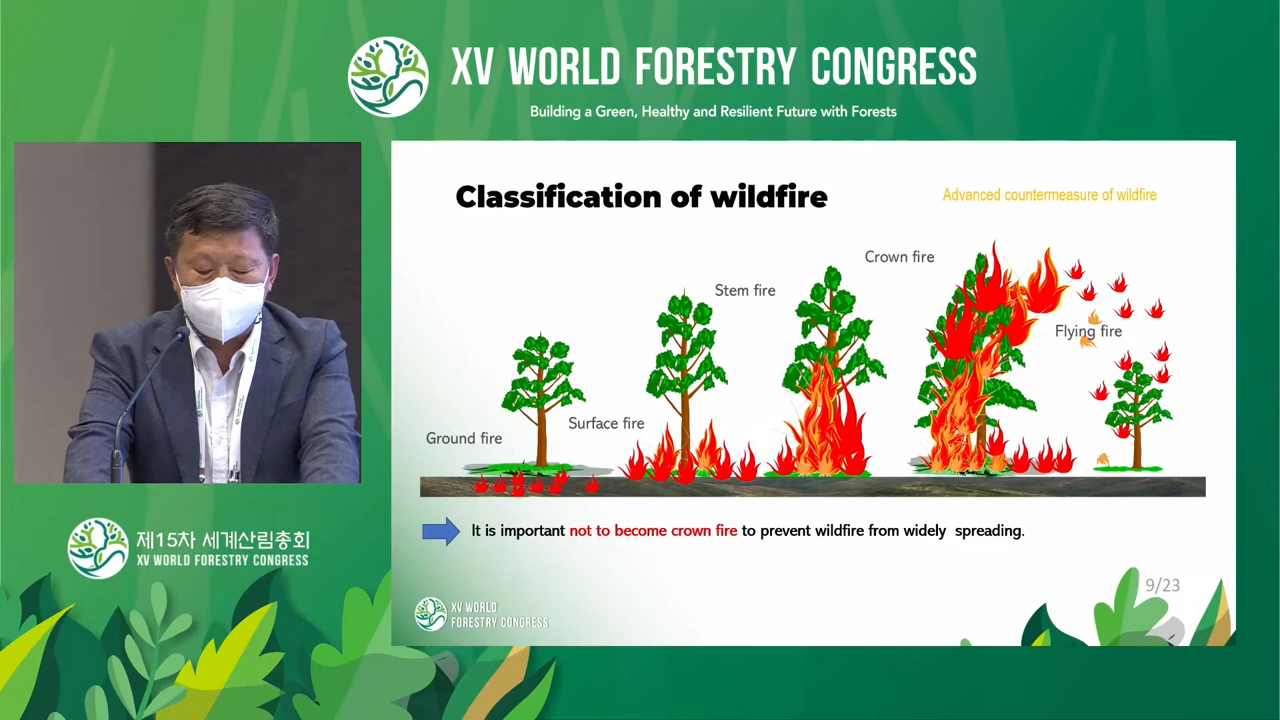 XV WORLD FORESTRY CONGRESS
Building a Green, Healthy and Resilient Future with Forests
Classification of wildfire
Advanced countermeasure of wildfire
Ground fire
Surface fire
Stem fire
Crown fire
Flying fire
It is important not to become crown fire to prevent wildfire from widely spreading.
9/23
XV WORLD
FORESTRY CONGRESS
제15차 세계산림총회
XV WORLD FORESTRY CONGRESS